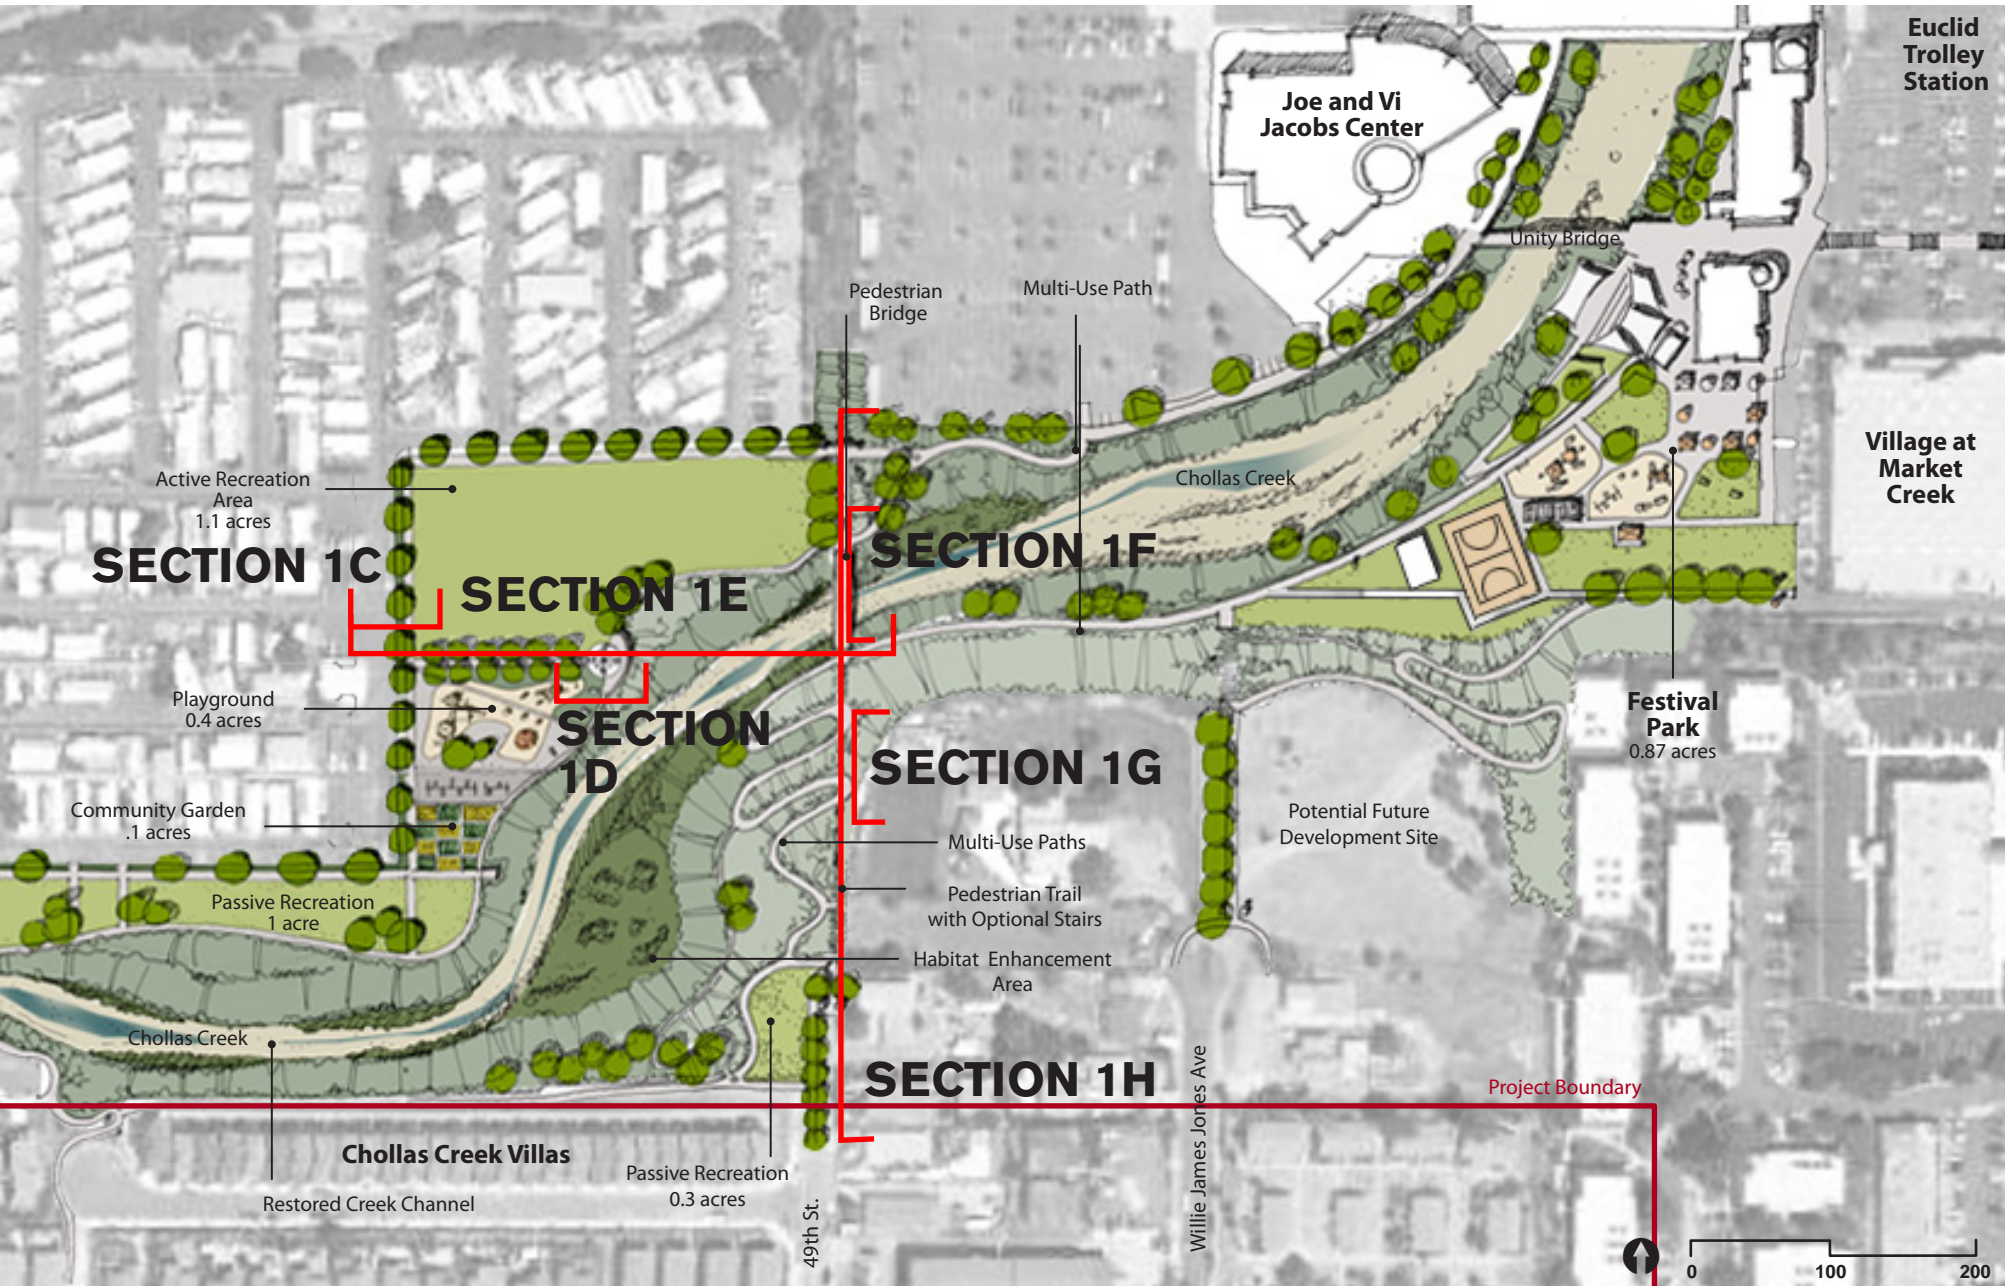 Euclid
Trolley
Station
Joe and Vi
Jacobs Center
Unity Bridge
Pedestrian
Bridge
Multi-Use Path
Chollas Creek
Village at
Market
Creek
Active Recreation
Area
1.1 acres
SECTION 1C
SECTION 1E
SECTION 1F
Playground
0.4 acres
SECTION
1D
SECTION 1G
Festival
Park
0.87 acres
Community Garden
.1 acres
Potential Future
Development Site
Multi-Use Paths
Passive Recreation
1 acre
Pedestrian Trail
with Optional Stairs
Habitat Enhancement
Area
Chollas Creek
SECTION 1H
Project Boundary
Chollas Creek Villas
Passive Recreation
0.3 acres
Restored Creek Channel
49th St.
Willie James Jones Ave
0 100 200